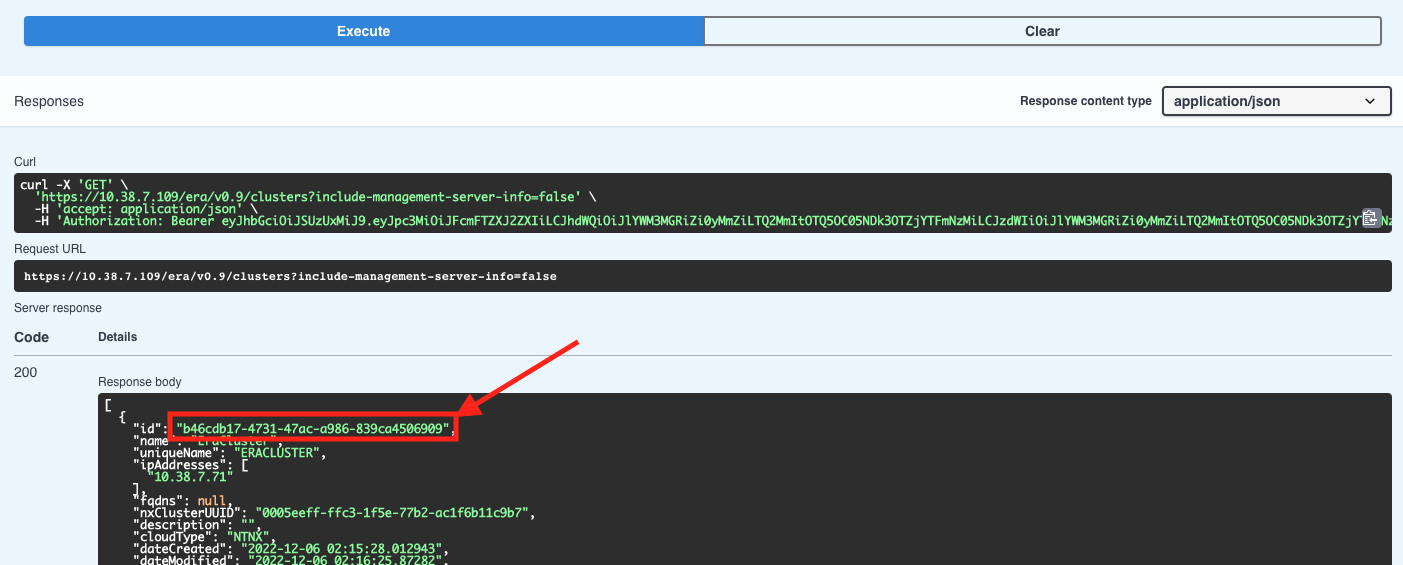 Execute
Clear
Responses
Response content type
application/json
Curl
curl -X 'GET' \
'https://10.38.7.109/era/v0.9/clusters?include-management-server-info=false' \
-H 'accept: application/json' \
-H 'Authorization: Bearer
Request URL
https://10.38.7.109/era/v0.9/clusters?include-management-server-info=false
Server response
Code
Details
200
Response body
[
{
"id": "b46cdb17-4731-47ac-a986-839ca4506909",
"name": "EraCluster",
"uniqueName": "ERACLUSTER",
"ipAddresses": [
"10.38.7.71"
],
"fqdns": null,
"nxClusterUUID": "0005eeff-ffc3-1f5e-77b2-ac1f6b11c9b7",
"description": "",
"cloudType": "NTNX",
"dateCreated": "2022-12-06 02:15:28.012943",
"dateModified": "2022-12-06 02:16:25.87282",